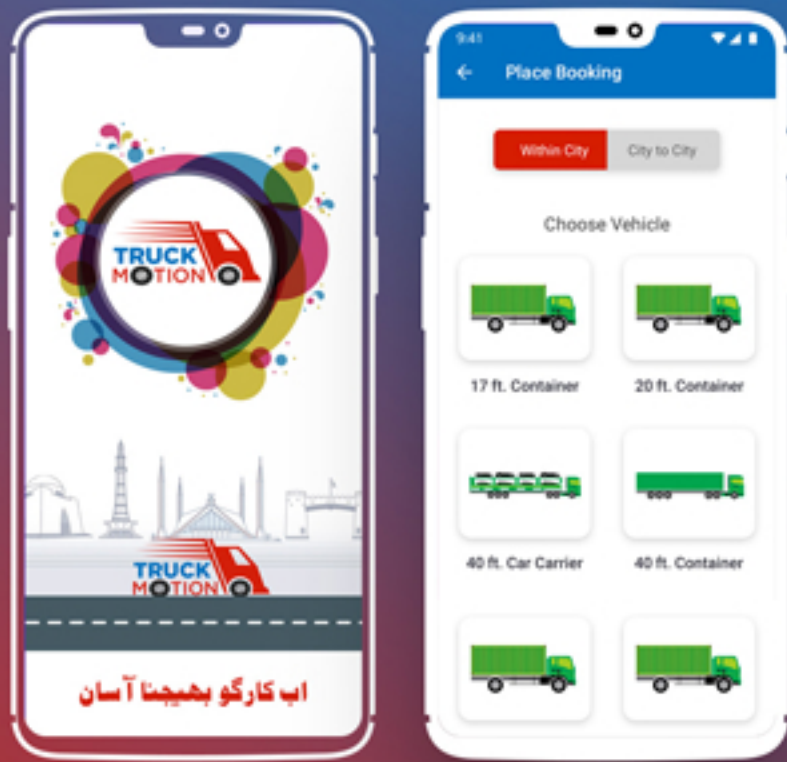 TRUCK
MOTION
TRUCK
MOTION
اب کارگو بھیجنا آسان
9:41
Place Booking
Within City
City to City
Choose Vehicle
17 ft. Container
20 ft. Container
40 ft. Car Carrier
40 ft. Container